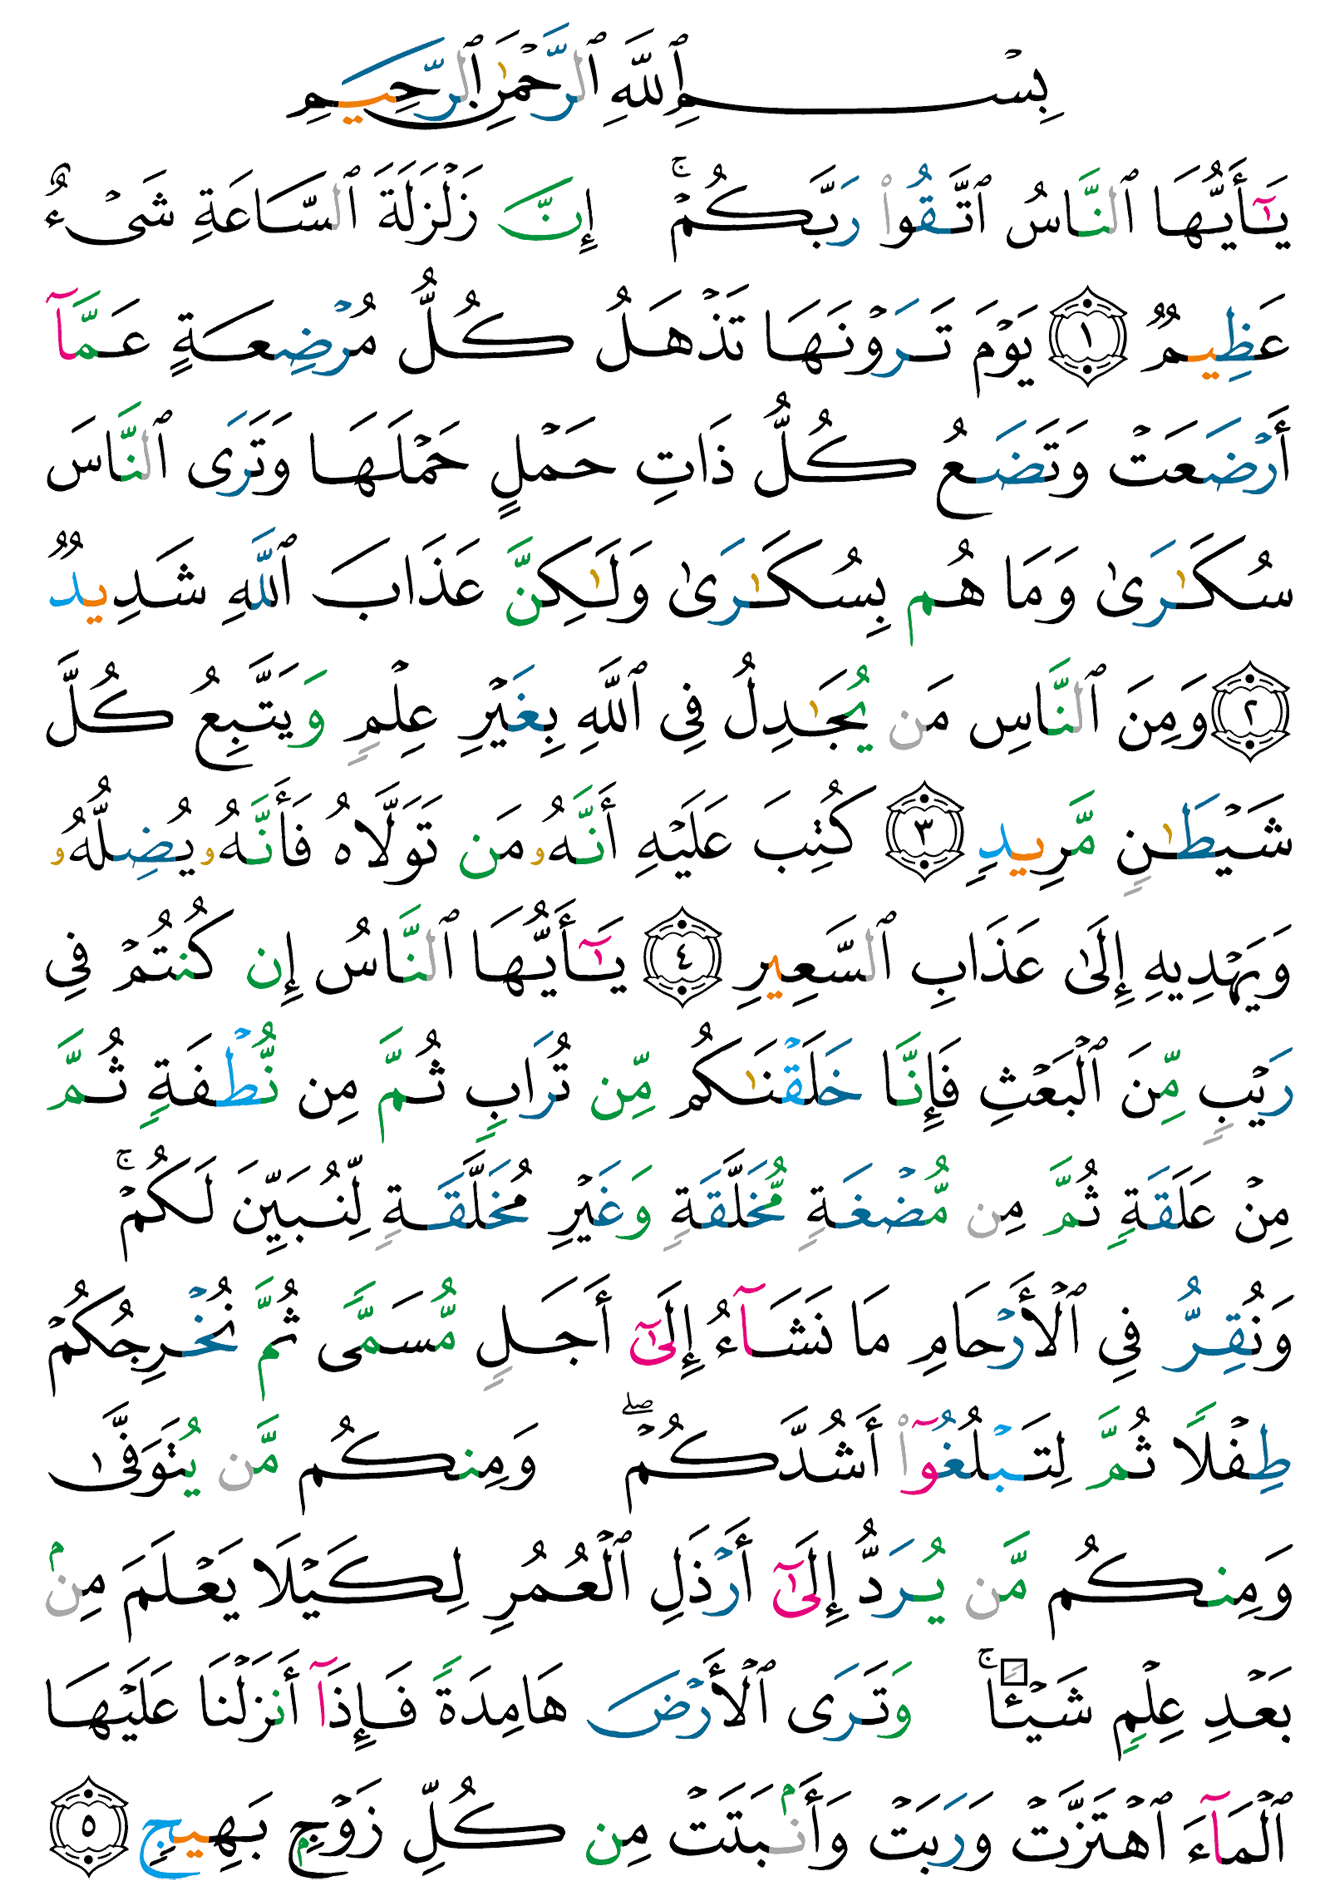 بِسْمِ ٱللَّهِ ٱلرَّحْمَٰنِ ٱلرَّحِيمِ
يَـٰٓأَيُّهَا ٱلنَّاسُ ٱتَّقُوا۟ رَبَّكُمْ ۚ إِنَّ زَلْزَلَةَ ٱلسَّاعَةِ شَىْءٌ
عَظِيمٌ ١ يَوْمَ تَرَوْنَهَا تَذْهَلُ كُلُّ مُرْضِعَةٍ عَمَّآ
أَرْضَعَتْ وَتَضَعُ كُلُّ ذَاتِ حَمْلٍ حَمْلَهَا وَتَرَى ٱلنَّاسَ
سُكَـٰرَىٰ وَمَا هُم بِسُكَـٰرَىٰ وَلَـٰكِنَّ عَذَابَ ٱللَّهِ شَدِيدٌ
٢ وَمِنَ ٱلنَّاسِ مَن يُجَـٰدِلُ فِى ٱللَّهِ بِغَيْرِ عِلْمٍ وَيَتَّبِعُ كُلَّ
شَيْطَـٰنٍ مَّرِيدٍ ٣ كُتِبَ عَلَيْهِ أَنَّهُۥ مَن تَوَلَّاهُ فَأَنَّهُۥ يُضِلُّهُۥ
وَيَهْدِيهِ إِلَىٰ عَذَابِ ٱلسَّعِيرِ ٤ يَـٰٓأَيُّهَا ٱلنَّاسُ إِن كُنتُمْ فِى
رَيْبٍ مِّنَ ٱلْبَعْثِ فَإِنَّا خَلَقْنَـٰكُم مِّن تُرَابٍ ثُمَّ مِن نُّطْفَةٍ ثُمَّ
مِنْ عَلَقَةٍ ثُمَّ مِن مُّضْغَةٍ مُّخَلَّقَةٍ وَغَيْرِ مُخَلَّقَةٍ لِّنُبَيِّنَ لَكُمْ ۚ
وَنُقِرُّ فِى ٱلْأَرْحَامِ مَا نَشَآءُ إِلَىٰٓ أَجَلٍ مُّسَمًّى ثُمَّ نُخْرِجُكُمْ
طِفْلًا ثُمَّ لِتَبْلُغُوٓا۟ أَشُدَّكُمْ ۖ وَمِنكُم مَّن يُتَوَفَّىٰ
وَمِنكُم مَّن يُرَدُّ إِلَىٰٓ أَرْذَلِ ٱلْعُمُرِ لِكَيْلَا يَعْلَمَ مِنۢ
بَعْدِ عِلْمٍ شَيْـًٔا ۚ وَتَرَى ٱلْأَرْضَ هَامِدَةً فَإِذَآ أَنزَلْنَا عَلَيْهَا
ٱلْمَآءَ ٱهْتَزَّتْ وَرَبَتْ وَأَنۢبَتَتْ مِن كُلِّ زَوْجٍۭ بَهِيجٍ ٥